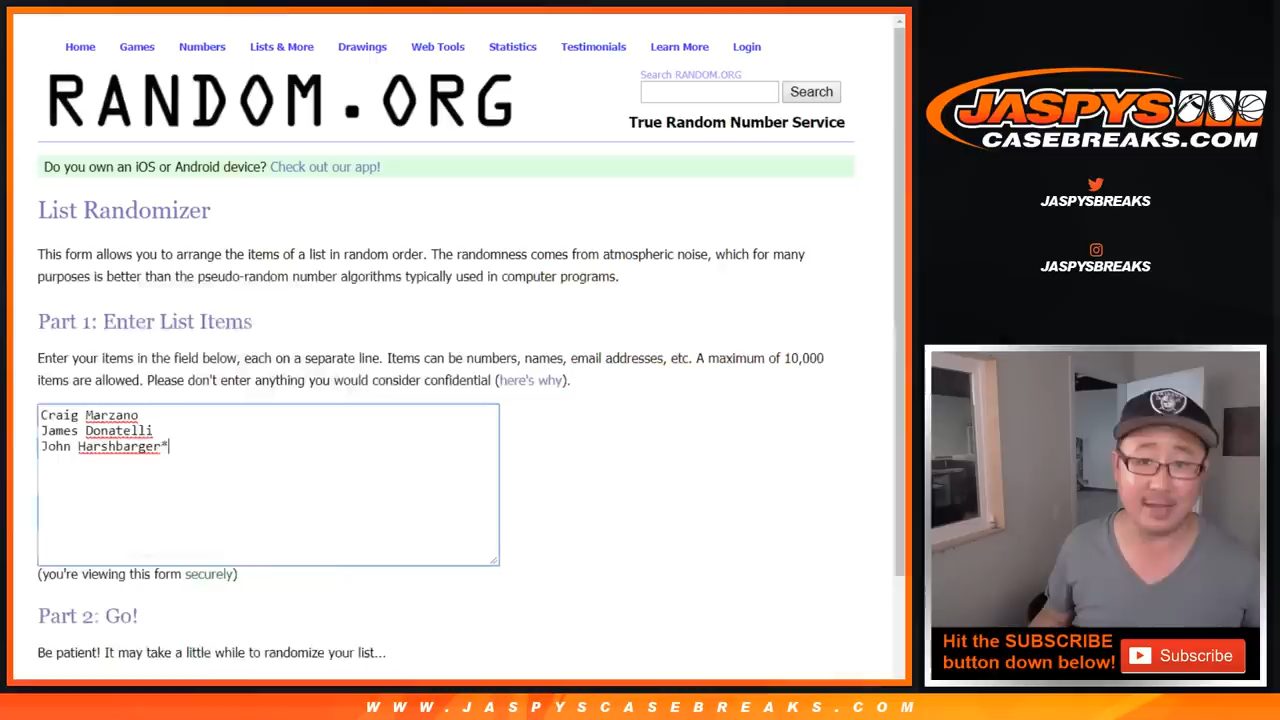 Home Games Numbers Lists & More Drawings Web Tools Statistics Testimonials Learn More Login
RANDOM.ORG
Search RANDOM.ORG
Search
True Random Number Service
Do you own an iOS or Android device? Check out our app!
List Randomizer
This form allows you to arrange the items of a list in random order. The randomness comes from atmospheric noise, which for many
purposes is better than the pseudo-random number algorithms typically used in computer programs.
Part 1: Enter List Items
Enter your items in the field below, each on a separate line. Items can be numbers, names, email addresses, etc. A maximum of 10,000
items are allowed. Please don't enter anything you would consider confidential (here's why).
Craig Marzano
James Donatelli
John Harshbarger*
(you're viewing this form securely)
Part 2: Go!
Be patient! It may take a little while to randomize your list...
JASPYS
CASEBREAKS.COM
JASPYSBREAKS
JASPYSBREAKS
Hit the SUBSCRIBE
button down below!
Subscribe
WWW.JASPYSCASEBREAKS.COM